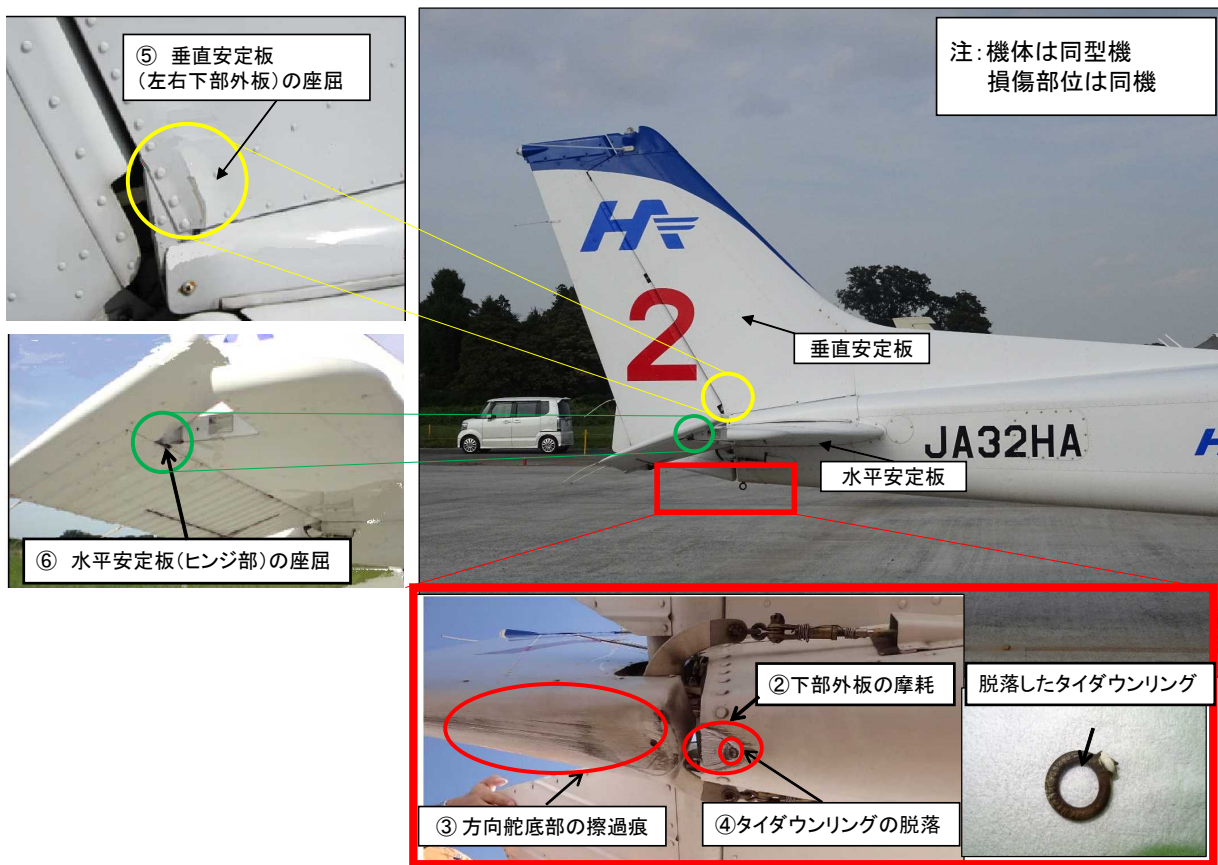 ⑤ 垂直安定板
(左右下部外板)の座屈
注:機体は同型機
損傷部位は同機
HA
2
垂直安定板
JA32HA
水平安定板
⑥ 水平安定板(ヒンジ部)の座屈
②下部外板の摩耗
脱落したタイダウンリング
③ 方向舵底部の擦過痕
④タイダウンリングの脱落